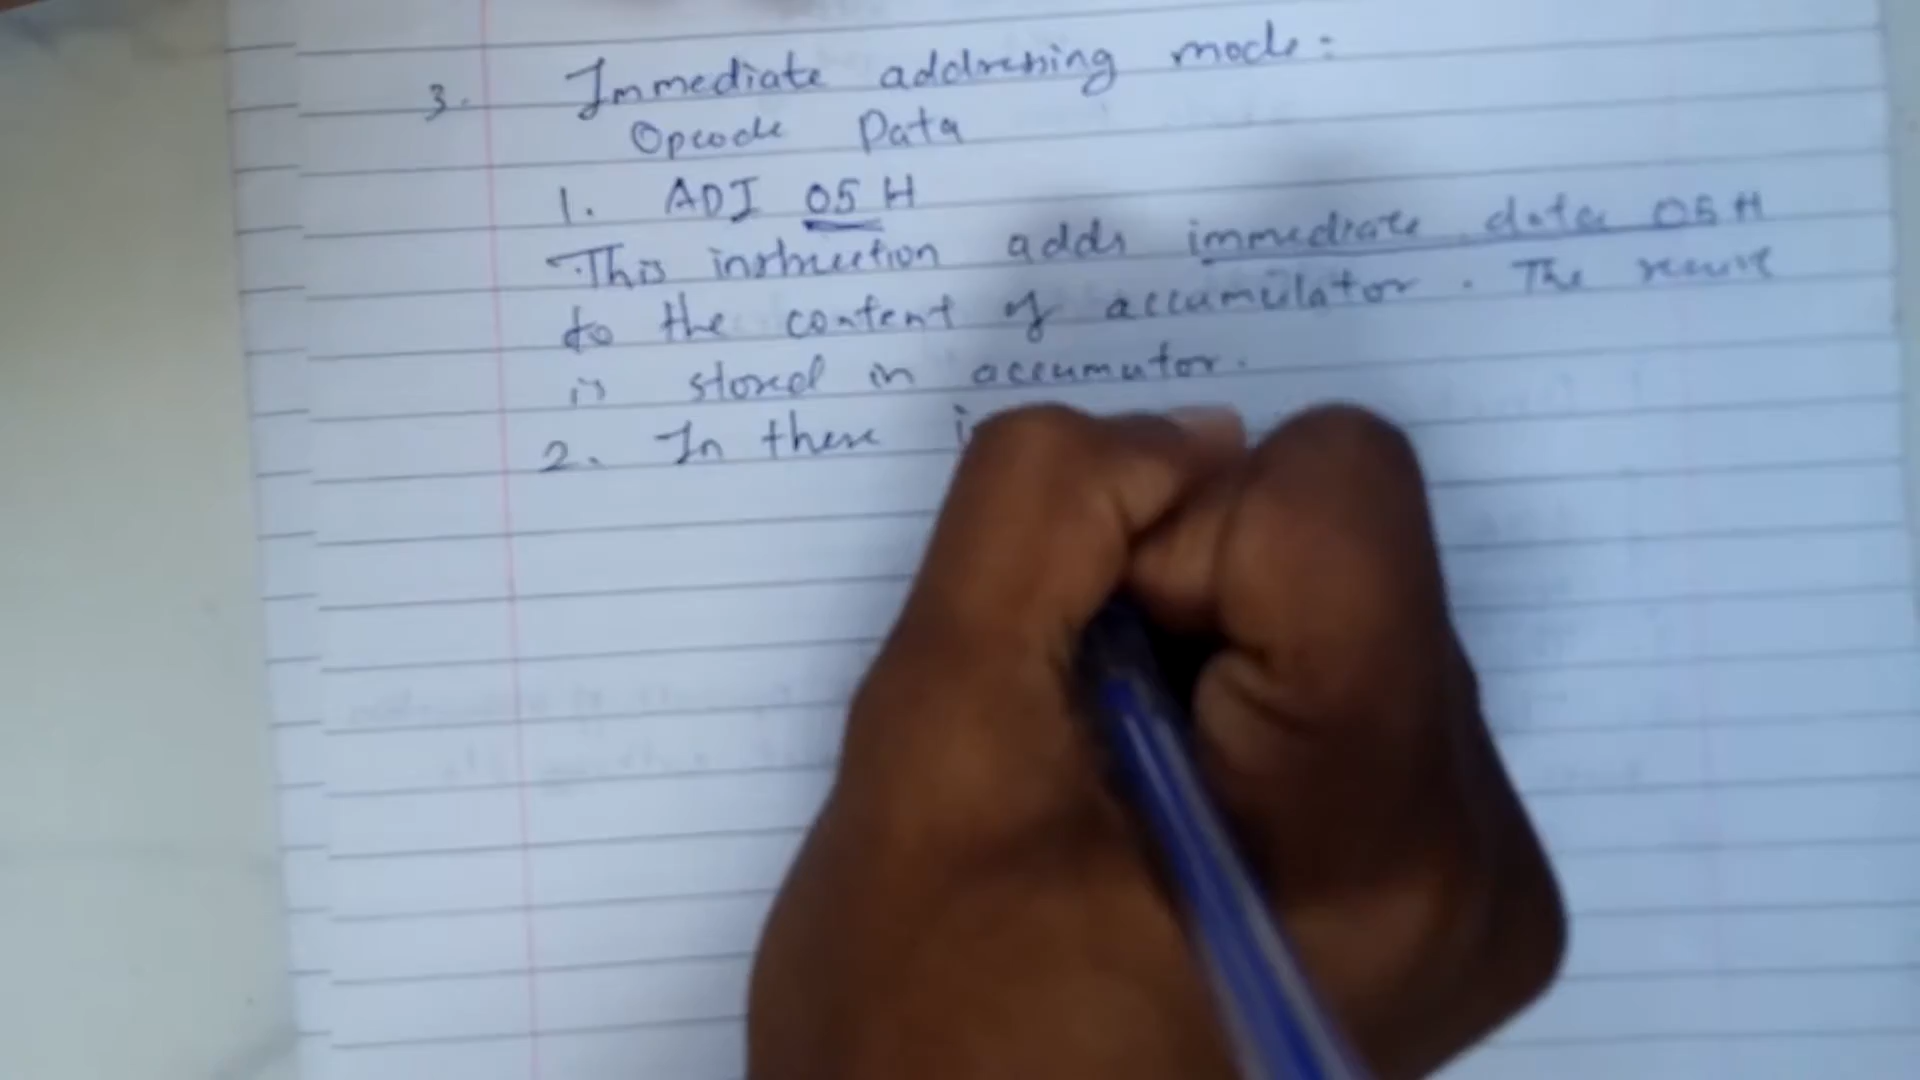 3. Immediate addressing mode:
Opcode Data
1. ADI 05 H
This instruction adds immediate data 05 H
to the content of accumulator. The result
is stored in accumutor.
2. In these